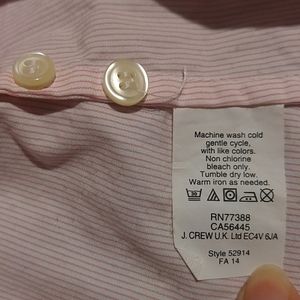 Machine wash cold
gentle cycle,
with like colors.
Non chlorine
bleach only.
Tumble dry low.
Warm iron as needed.
RN77388
CA56445
J. CREW U.K. Ltd EC4V 6JA
Style 52914
FA 14